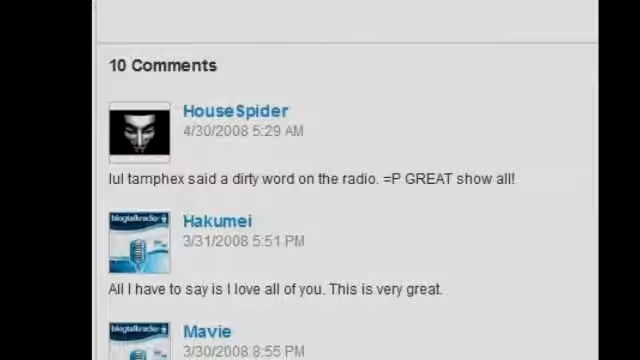 10 Comments
HouseSpider
4/30/2008 5:29 AM
lul tamphex said a dirty word on the radio. =P GREAT show all!
blogtalkradio
Hakumei
3/31/2008 5:51 PM
All I have to say is I love all of you. This is very great.
blogtalkradio
Mavie
3/30/2008 8:55 PM